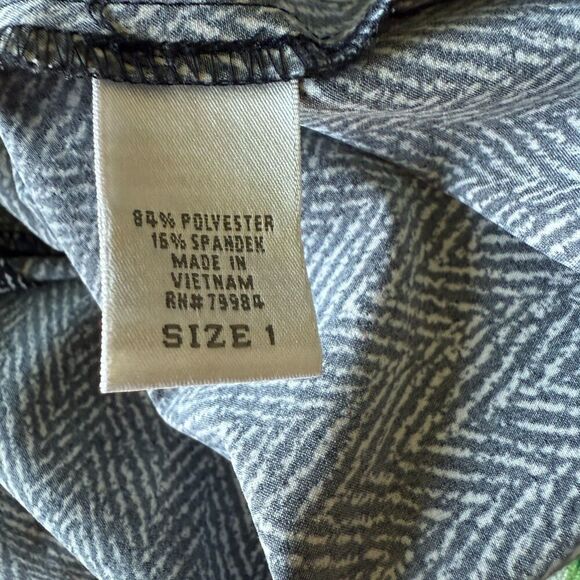 84% POLYESTER
16% SPANDEX
MADE IN
VIETNAM
RN#79984
SIZE 1